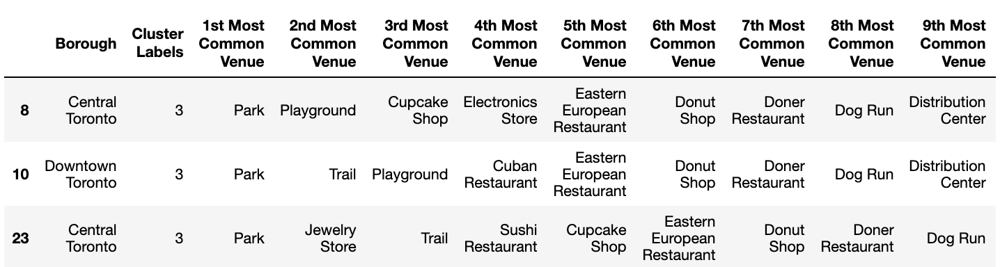 Borough Cluster Labels 1st Most Common Venue 2nd Most Common Venue 3rd Most Common Venue 4th Most Common Venue 5th Most Common Venue 6th Most Common Venue 7th Most Common Venue 8th Most Common Venue 9th Most Common Venue
8 Central Toronto 3 Park Playground Cupcake Shop Electronics Store Eastern European Restaurant Donut Shop Doner Restaurant Dog Run Distribution Center
10 Downtown Toronto 3 Park Trail Playground Cuban Restaurant Eastern European Restaurant Donut Shop Doner Restaurant Dog Run Distribution Center
23 Central Toronto 3 Park Jewelry Store Trail Sushi Restaurant Cupcake Shop Eastern European Restaurant Donut Shop Doner Restaurant Dog Run